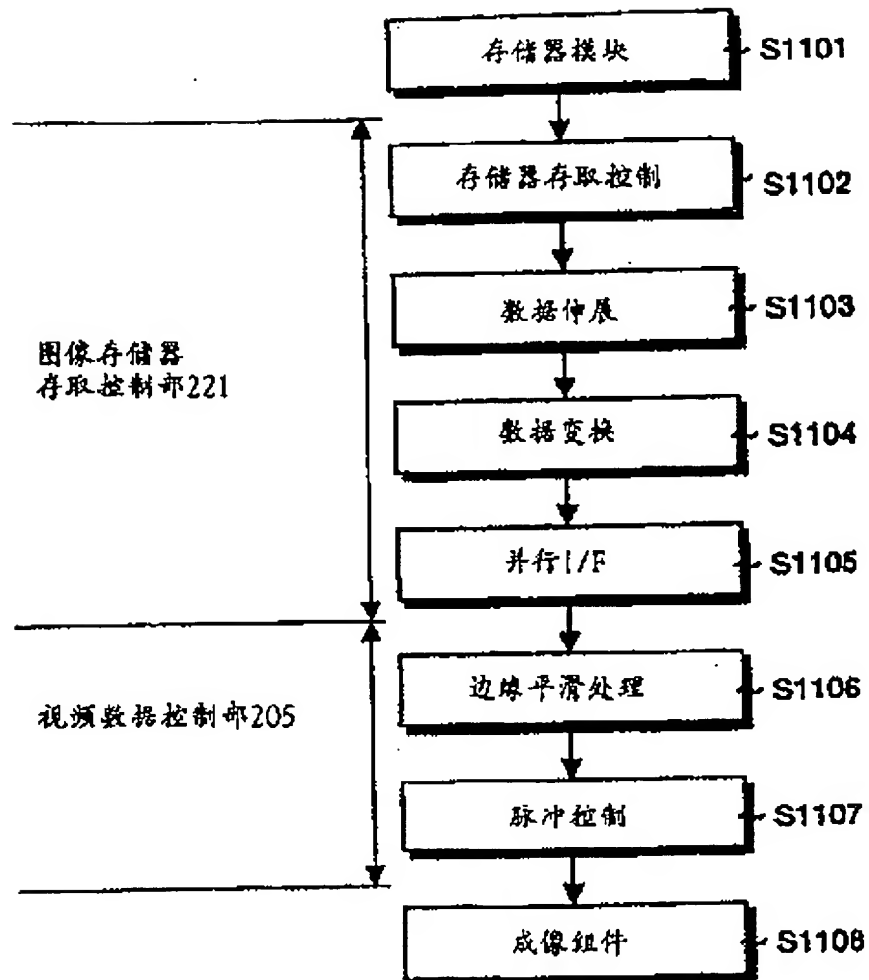 存储器模块 S1101
存储器存取控制 S1102
数据伸展 S1103
图像存储器
存取控制部221
数据变换 S1104
并行I/F S1105
边缘平滑处理 S1106
视频数据控制部205
脉冲控制 S1107
成像组件 S1108